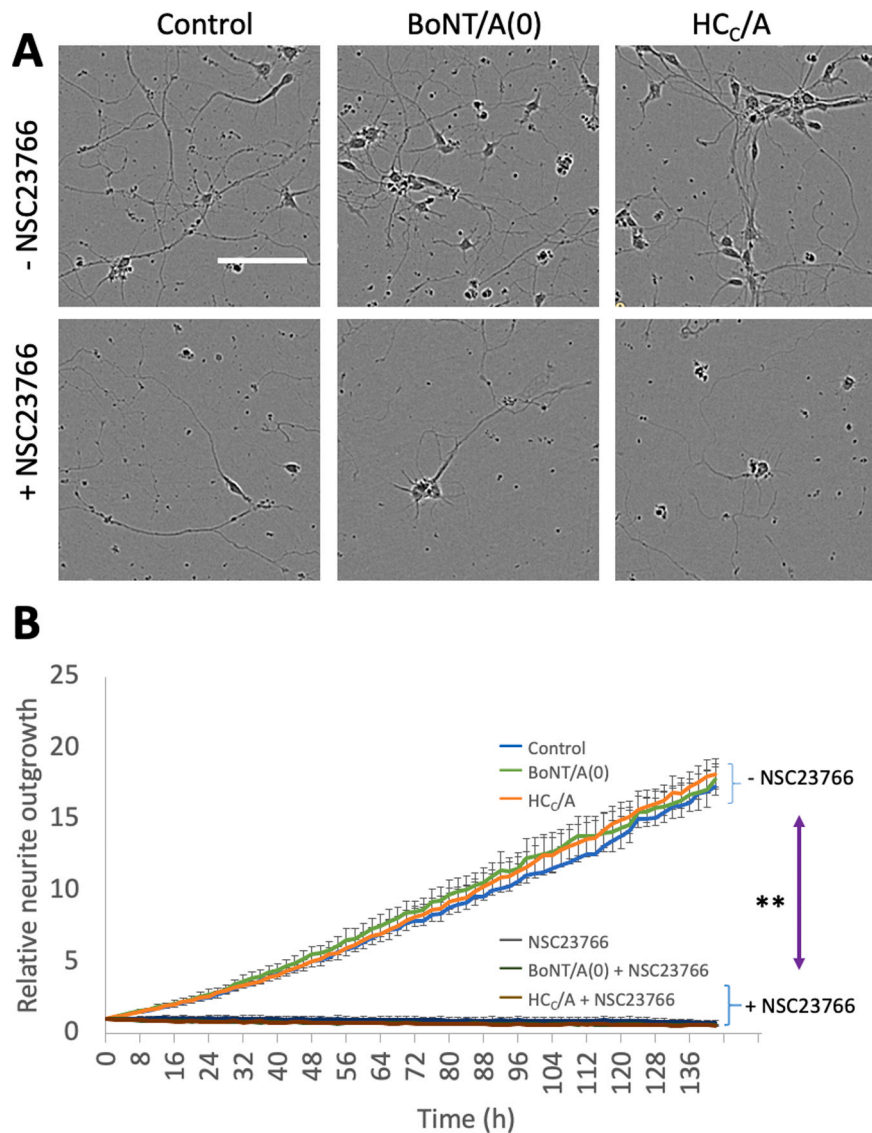 Control BoNT/A(0) HCC/A
A
- NSC23766
+ NSC23766
B
Relative neurite outgrowth
25
20
15
10
5
0
Control
BoNT/A(0)
HCC/A
- NSC23766
**
NSC23766
BoNT/A(0) + NSC23766
HCC/A + NSC23766
+ NSC23766
0 8 16 24 32 40 48 56 64 72 80 88 96 104 112 120 128 136
Time (h)